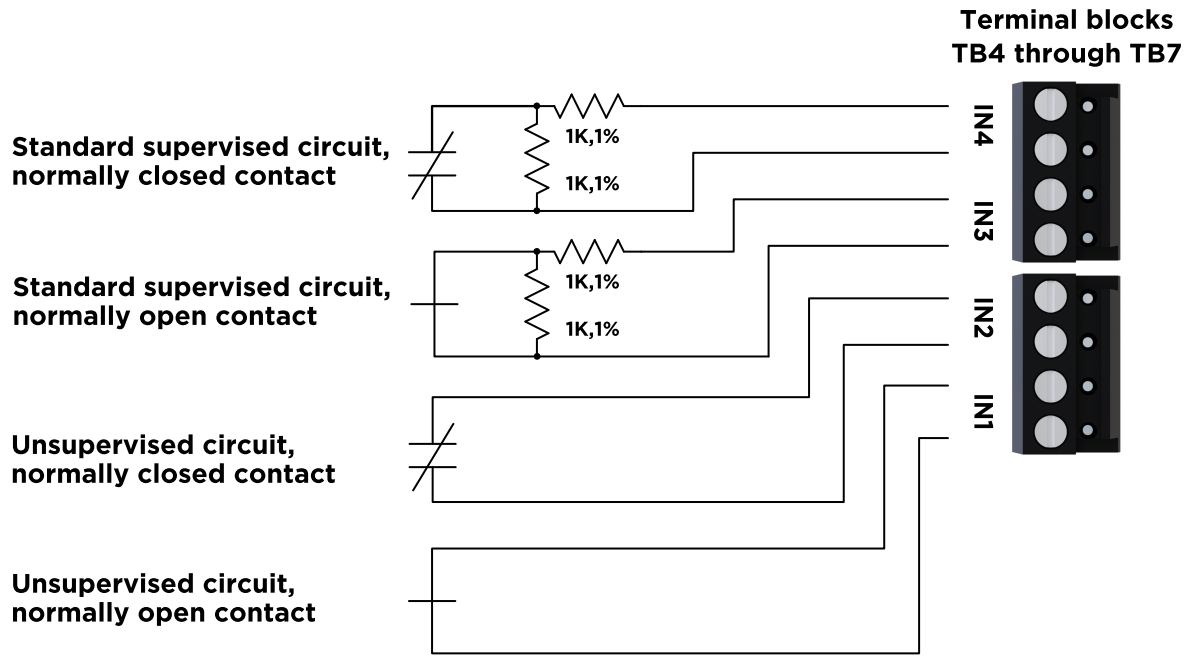 Terminal blocks
TB4 through TB7
IN4
1K,1%
Standard supervised circuit,
normally closed contact
1K,1%
IN3
1K,1%
Standard supervised circuit,
normally open contact
1K,1%
IN2
IN1
Unsupervised circuit,
normally closed contact
Unsupervised circuit,
normally open contact